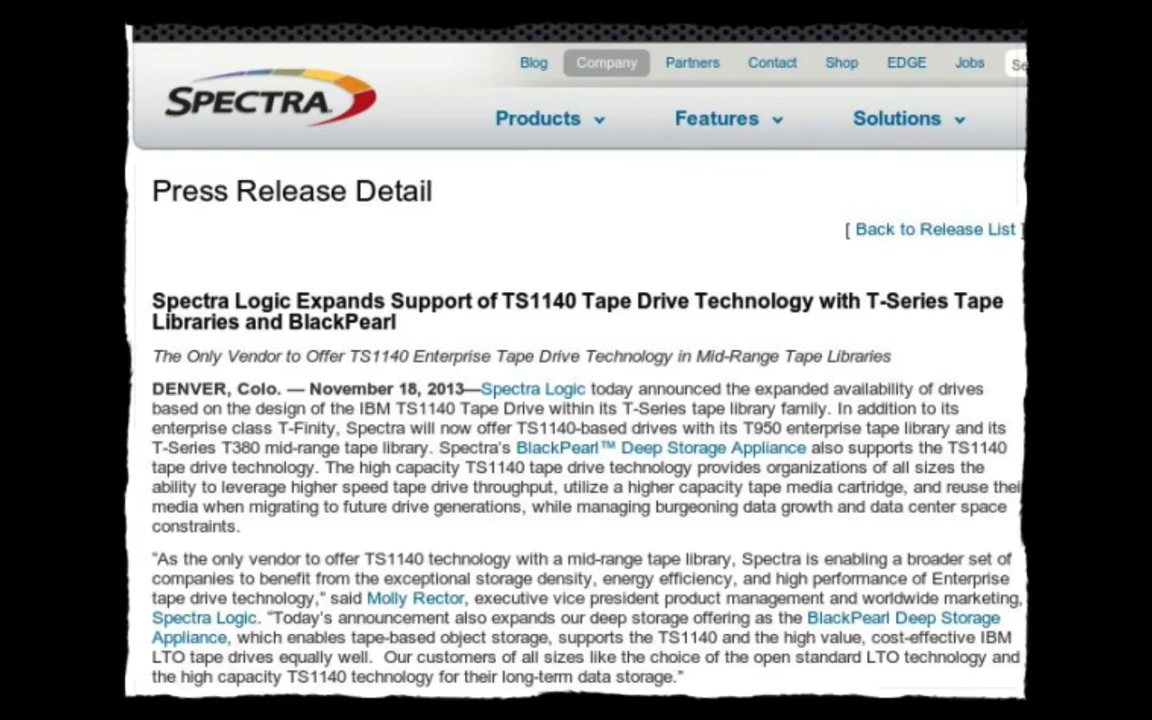 Blog Company Partners Contact Shop EDGE Jobs Se
SPECTRA
Products Features Solutions
Press Release Detail
[ Back to Release List ]
Spectra Logic Expands Support of TS1140 Tape Drive Technology with T-Series Tape
Libraries and BlackPearl
The Only Vendor to Offer TS1140 Enterprise Tape Drive Technology in Mid-Range Tape Libraries
DENVER, Colo. — November 18, 2013—Spectra Logic today announced the expanded availability of drives
based on the design of the IBM TS1140 Tape Drive within its T-Series tape library family. In addition to its
enterprise class T-Finity, Spectra will now offer TS1140-based drives with its T950 enterprise tape library and its
T-Series T380 mid-range tape library. Spectra's BlackPearl™ Deep Storage Appliance also supports the TS1140
tape drive technology. The high capacity TS1140 tape drive technology provides organizations of all sizes the
ability to leverage higher speed tape drive throughput, utilize a higher capacity tape media cartridge, and reuse thei
media when migrating to future drive generations, while managing burgeoning data growth and data center space
constraints.
"As the only vendor to offer TS1140 technology with a mid-range tape library, Spectra is enabling a broader set of
companies to benefit from the exceptional storage density, energy efficiency, and high performance of Enterprise
tape drive technology," said Molly Rector, executive vice president product management and worldwide marketing,
Spectra Logic. "Today's announcement also expands our deep storage offering as the BlackPearl Deep Storage
Appliance, which enables tape-based object storage, supports the TS1140 and the high value, cost-effective IBM
LTO tape drives equally well. Our customers of all sizes like the choice of the open standard LTO technology and
the high capacity TS1140 technology for their long-term data storage."